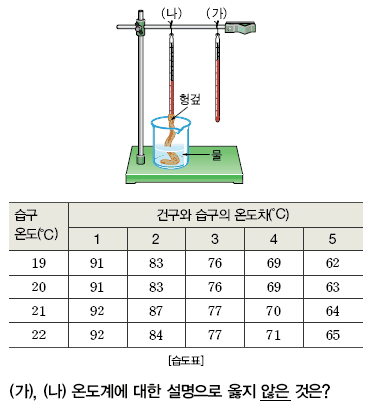 (나) (가)
헝겊
물
습구 온도(℃) 건구와 습구의 온도차(℃)
1 2 3 4 5
19 91 83 76 69 62
20 91 83 76 69 63
21 92 87 77 70 64
22 92 84 77 71 65
[습도표]
(가), (나) 온도계에 대한 설명으로 옳지 않은 것은?